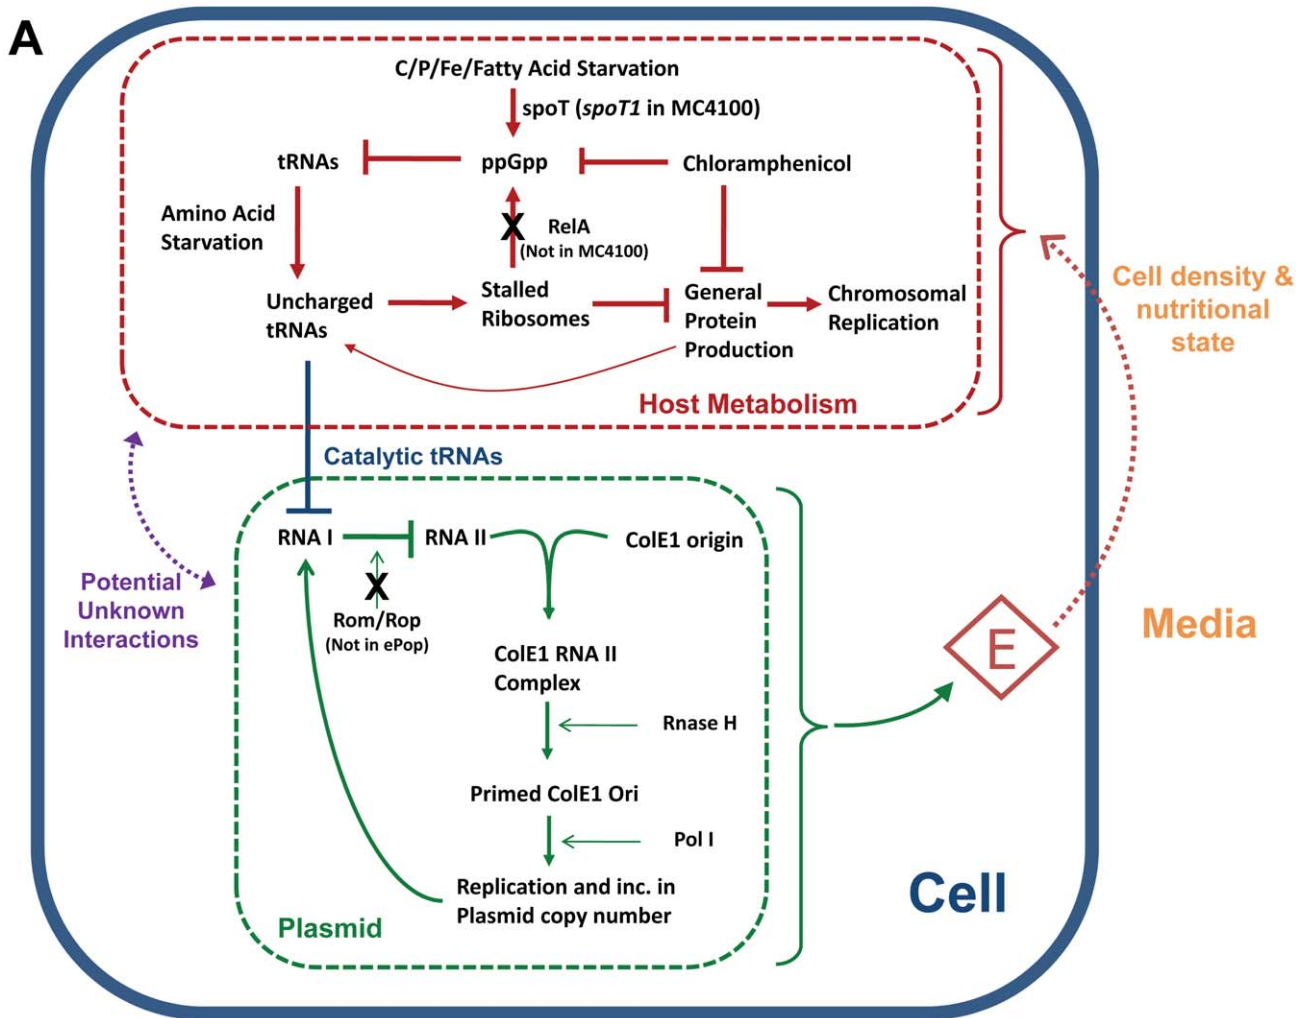 A
C/P/Fe/Fatty Acid Starvation
spoT (spoT1 in MC4100)
tRNAs
ppGpp
Chloramphenicol
Amino Acid
Starvation
X
RelA
(Not in MC4100)
Uncharged
tRNAs
Stalled
Ribosomes
General
Protein
Production
Chromosomal
Replication
Host Metabolism
Cell density &
nutritional
state
Catalytic tRNAs
RNA I
RNA II
ColE1 origin
X
Rom/Rop
(Not in ePop)
Potential
Unknown
Interactions
ColE1 RNA II
Complex
Rnase H
Primed ColE1 Ori
Pol I
Replication and inc. in
Plasmid copy number
Plasmid
E
Media
Cell